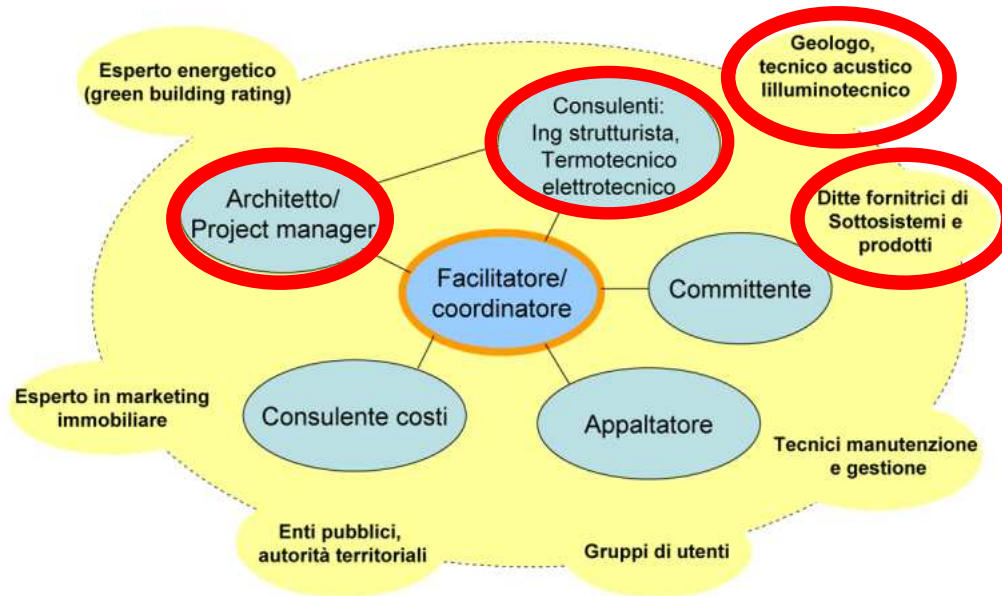 Esperto energetico
(green building rating)
Geologo,
tecnico acustico
lilluminotecnico
Consulenti:
Ing strutturista,
Termotecnico
elettrotecnico
Architetto/
Project manager
Ditte fornitrici di
Sottosistemi e
prodotti
Facilitatore/
coordinatore
Committente
Esperto in marketing
immobiliare
Consulente costi
Appaltatore
Tecnici manutenzione
e gestione
Enti pubblici,
autorità territoriali
Gruppi di utenti